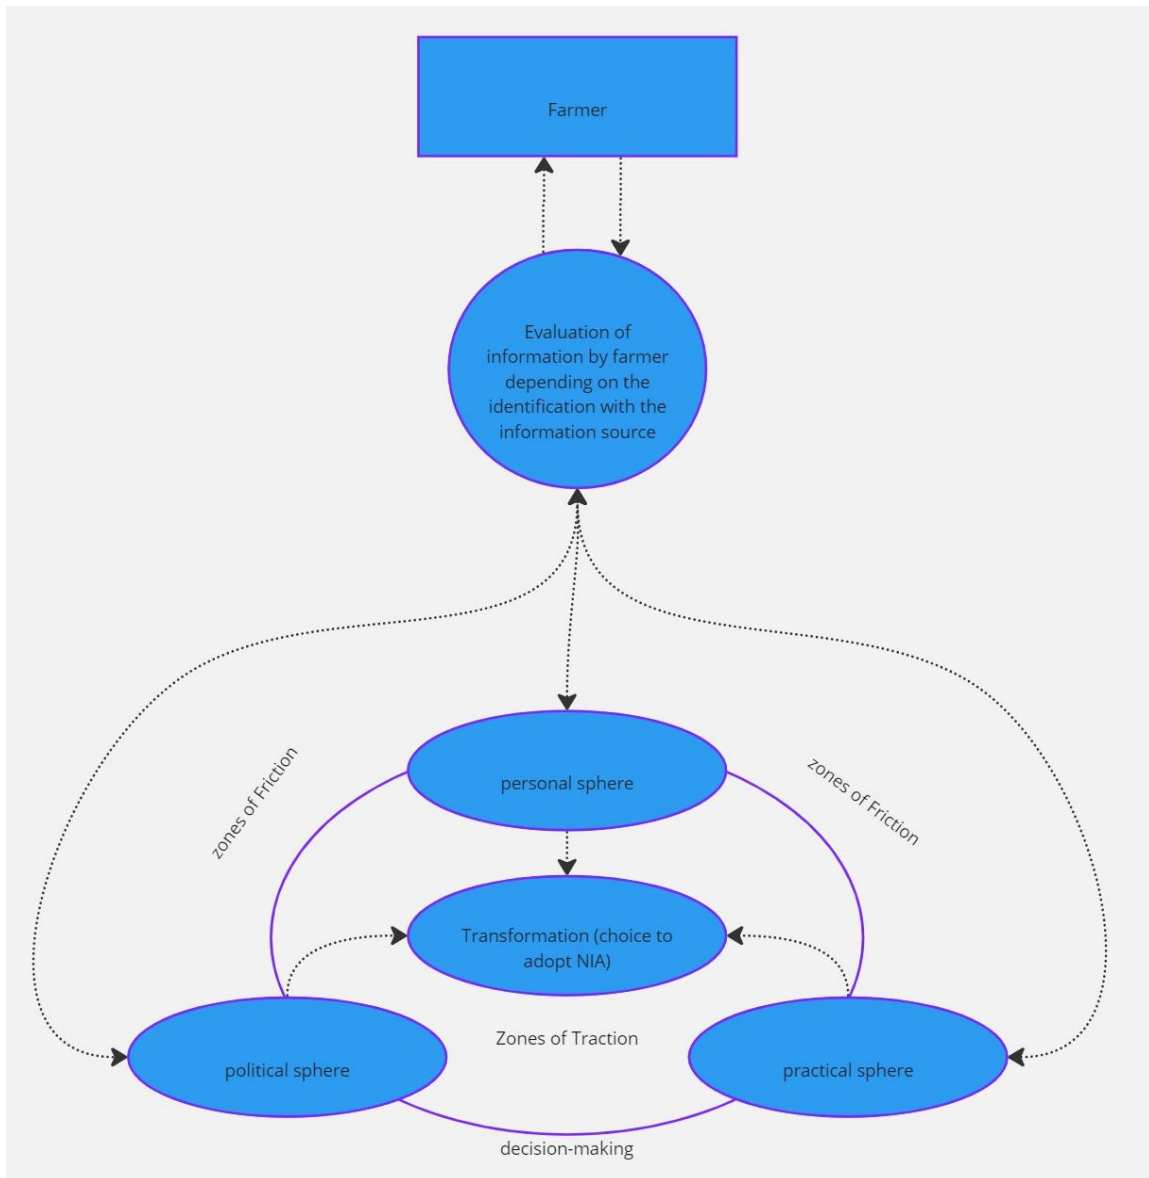 Farmer
Evaluation of
information by farmer
depending on the
identification with the
information source
zones of Friction
personal sphere
zones of Friction
Transformation (choice to
adopt NIA)
Zones of Traction
political sphere
practical sphere
decision-making